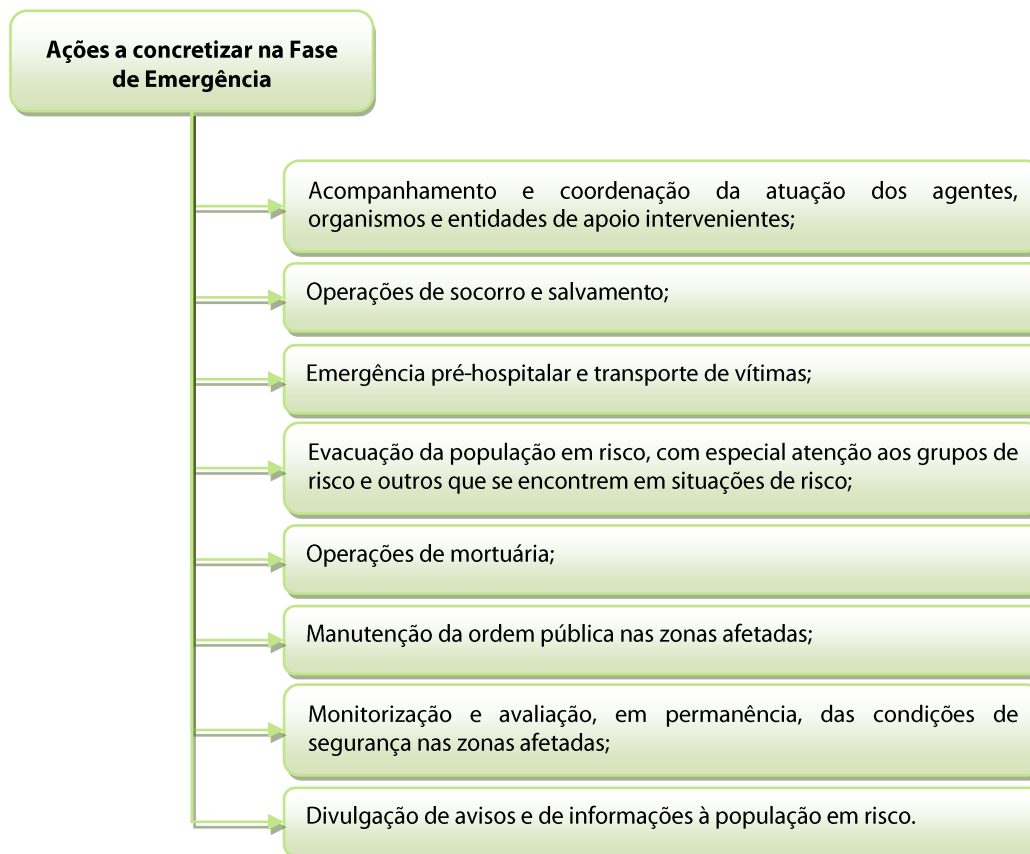 Ações a concretizar na Fase
de Emergência
Acompanhamento e coordenação da atuação dos agentes,
organismos e entidades de apoio intervenientes;
Operações de socorro e salvamento;
Emergência pré-hospitalar e transporte de vítimas;
Evacuação da população em risco, com especial atenção aos grupos de
risco e outros que se encontrem em situações de risco;
Operações de mortuária;
Manutenção da ordem pública nas zonas afetadas;
Monitorização e avaliação, em permanência, das condições de
segurança nas zonas afetadas;
Divulgação de avisos e de informações à população em risco.